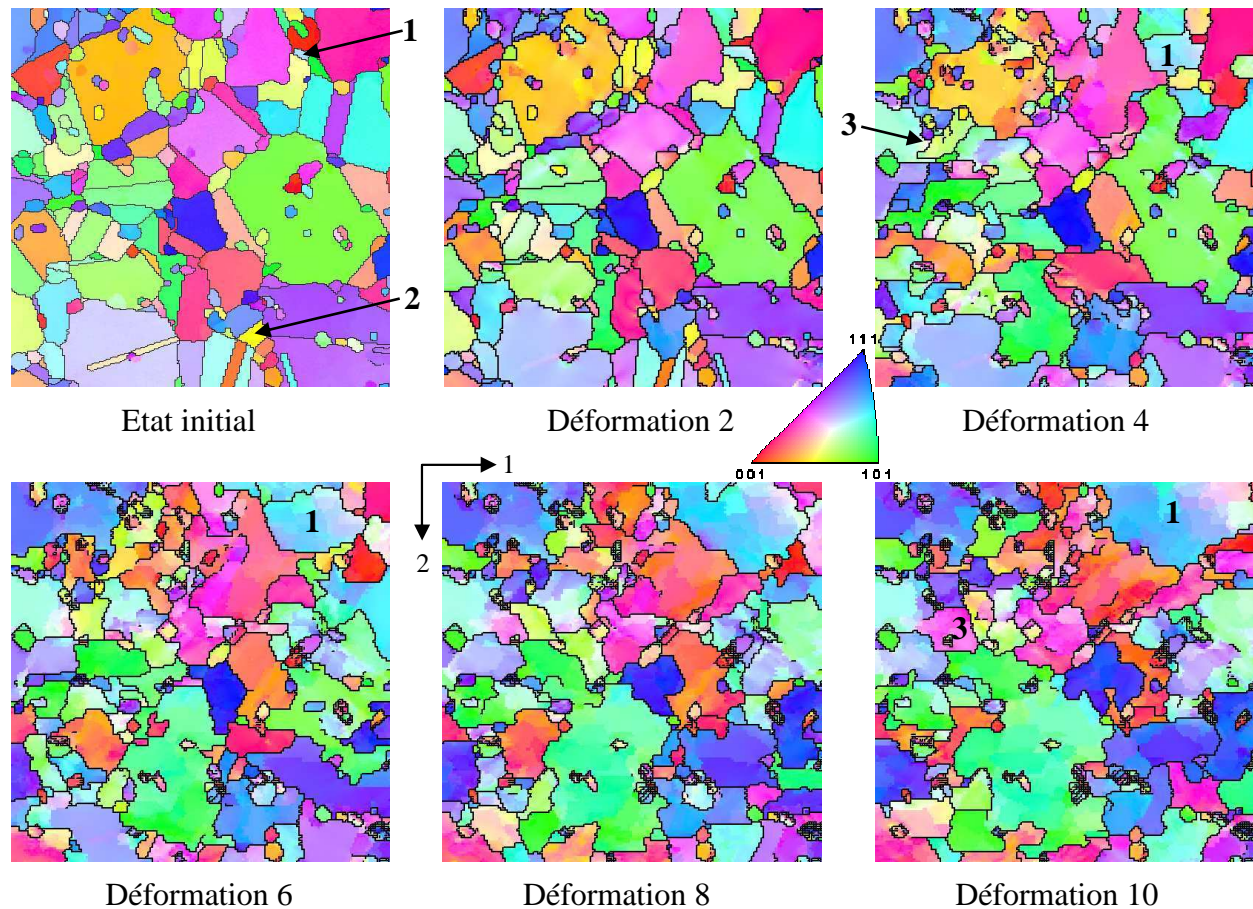 1
2
1
3
Etat initial
Déformation 2
Déformation 4
111
001
101
1
2
1
1
3
Déformation 6
Déformation 8
Déformation 10